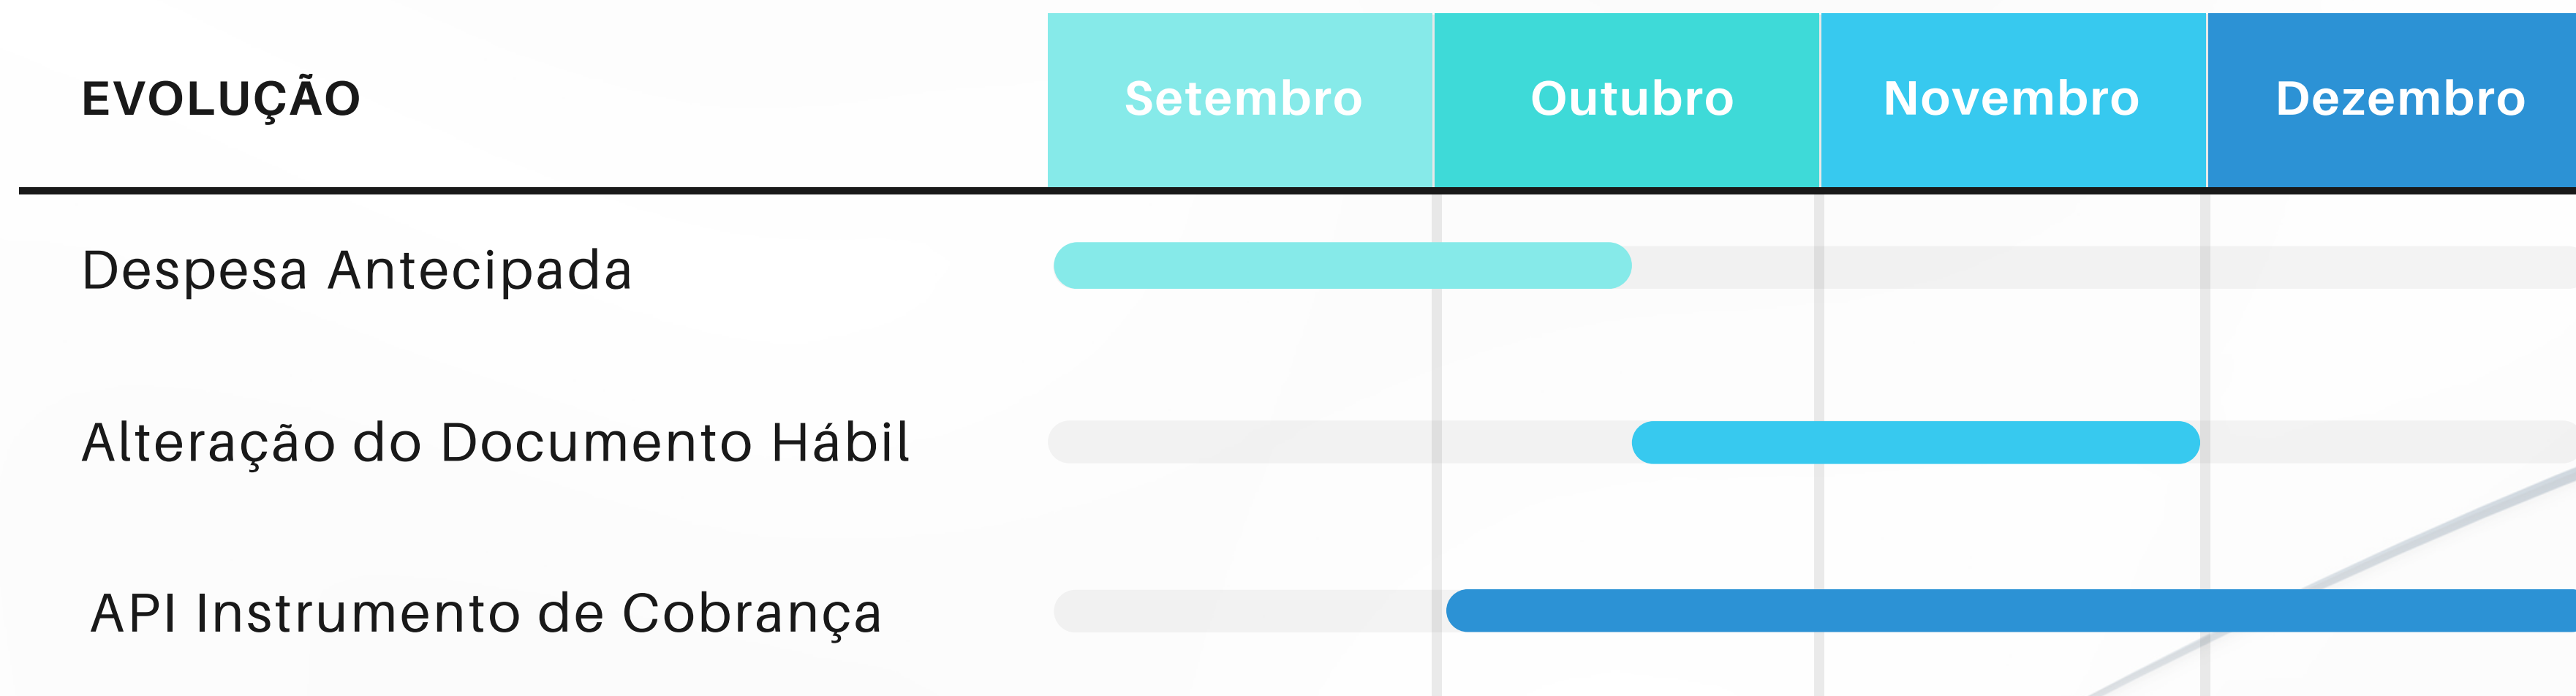 EVOLUÇÃO Setembro Outubro Novembro Dezembro
Despesa Antecipada
Alteração do Documento Hábil
API Instrumento de Cobrança